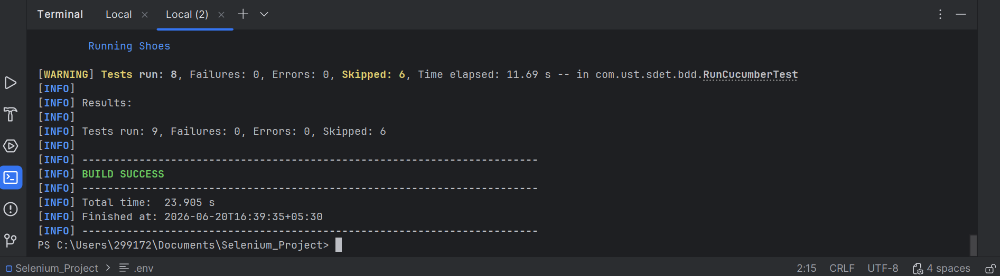 Terminal Local Local (2)
Running Shoes
[WARNING] Tests run: 8, Failures: 0, Errors: 0, Skipped: 6, Time elapsed: 11.69 s -- in com.ust.sdet.bdd.RunCucumberTest
[INFO]
[INFO] Results:
[INFO]
[INFO] Tests run: 9, Failures: 0, Errors: 0, Skipped: 6
[INFO]
[INFO] ------------------------------------------------------------------------
[INFO] BUILD SUCCESS
[INFO] ------------------------------------------------------------------------
[INFO] Total time:  23.905 s
[INFO] Finished at: 2026-06-20T16:39:35+05:30
[INFO] ------------------------------------------------------------------------
PS C:\Users\299172\Documents\Selenium_Project>
Selenium_Project > .env 2:15 CRLF UTF-8 4 spaces